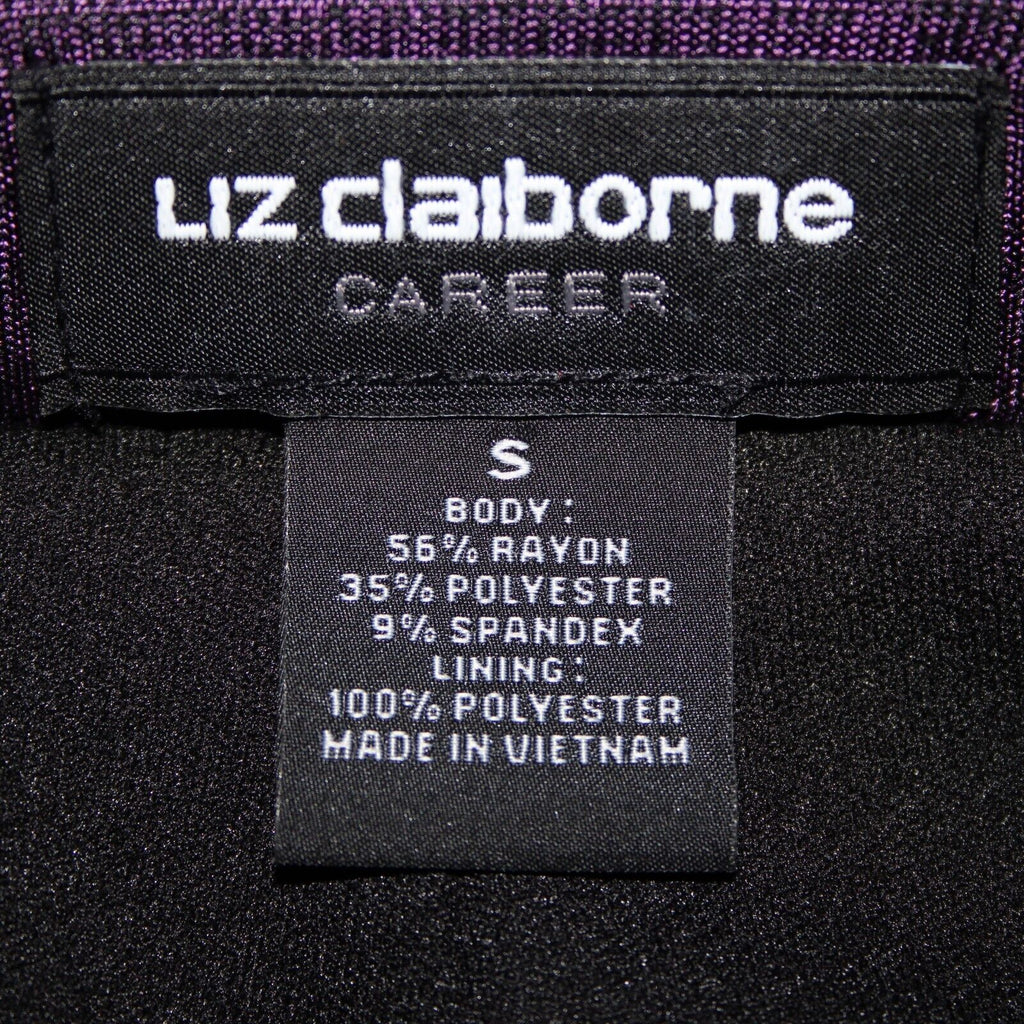 LIZ claiborne
CAREER
S
BODY :
56% RAYON
35% POLYESTER
9% SPANDEX
LINING :
100% POLYESTER
MADE IN VIETNAM